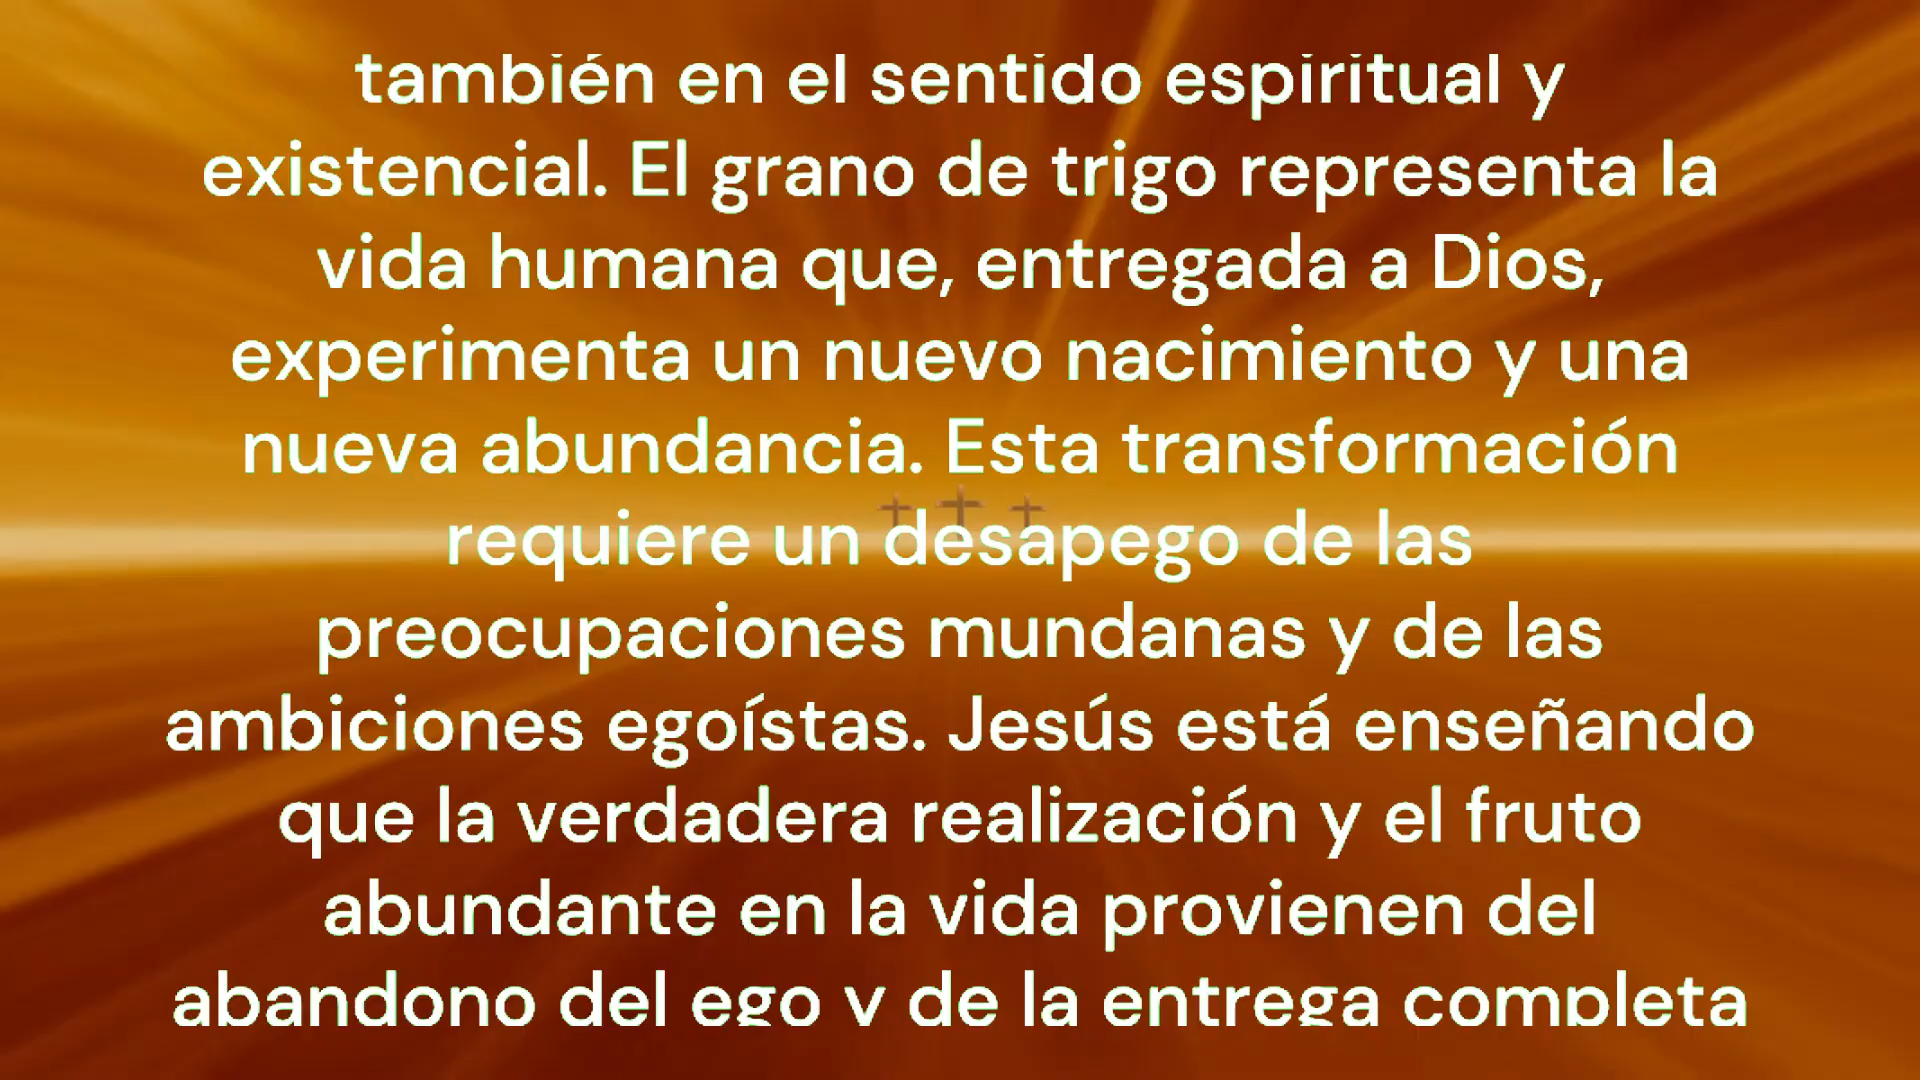 también en el sentido espiritual y
existencial. El grano de trigo representa la
vida humana que, entregada a Dios,
experimenta un nuevo nacimiento y una
nueva abundancia. Esta transformación
requiere un desapego de las
preocupaciones mundanas y de las
ambiciones egoístas. Jesús está enseñando
que la verdadera realización y el fruto
abundante en la vida provienen del
abandono del ego y de la entrega completa